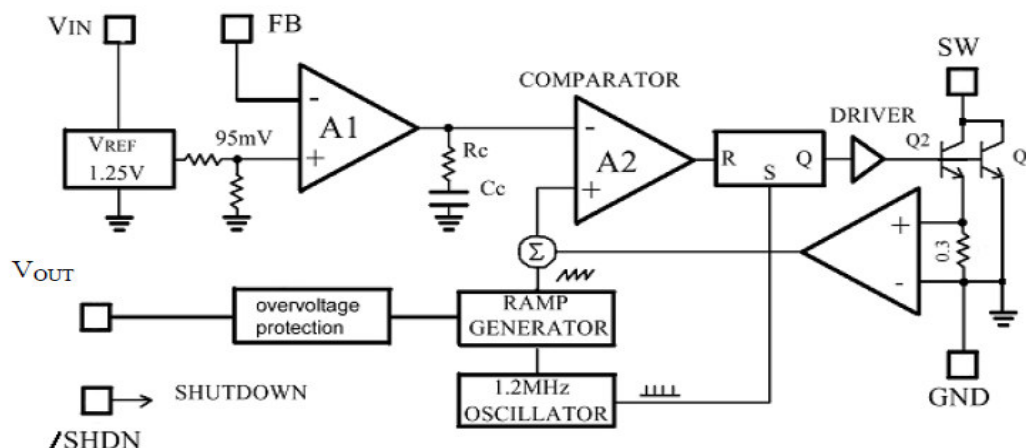 VIN
FB
SW
COMPARATOR
DRIVER
VREF
1.25V
95mV
-
+
A1
Rc
Cc
-
+
A2
R
Q
S
Q2
Q
+
-
0.3
Σ
VOUT
overvoltage
protection
RAMP
GENERATOR
1.2MHz
OSCILLATOR
GND
SHUTDOWN
/SHDN